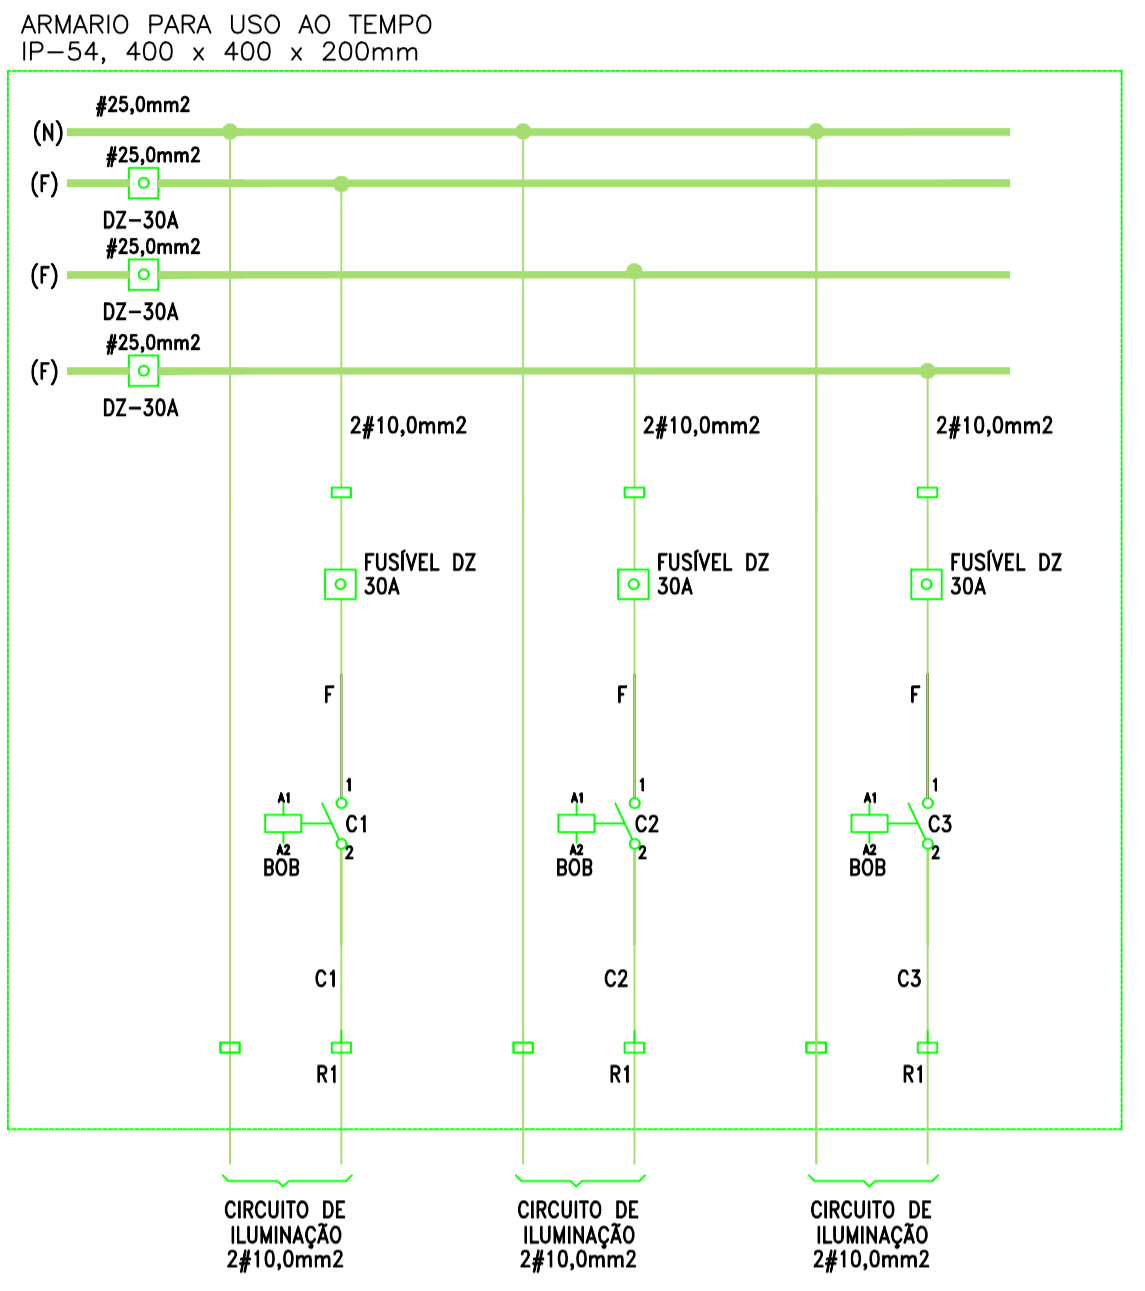 ARMARIO PARA USO AO TEMPO
IP-54, 400 x 400 x 200mm
#25,0mm2
(N)
#25,0mm2
(F)
DZ-30A
#25,0mm2
(F)
DZ-30A
#25,0mm2
(F)
DZ-30A
2#10,0mm2 2#10,0mm2 2#10,0mm2
FUSÍVEL DZ FUSÍVEL DZ FUSÍVEL DZ
30A 30A 30A
F F F
1 1 1
A1 A1 A1
C1 C2 C3
A2 2 A2 2 A2 2
BOB BOB BOB
C1 C2 C3
R1 R1 R1
CIRCUITO DE CIRCUITO DE CIRCUITO DE
ILUMINAÇÃO ILUMINAÇÃO ILUMINAÇÃO
2#10,0mm2 2#10,0mm2 2#10,0mm2